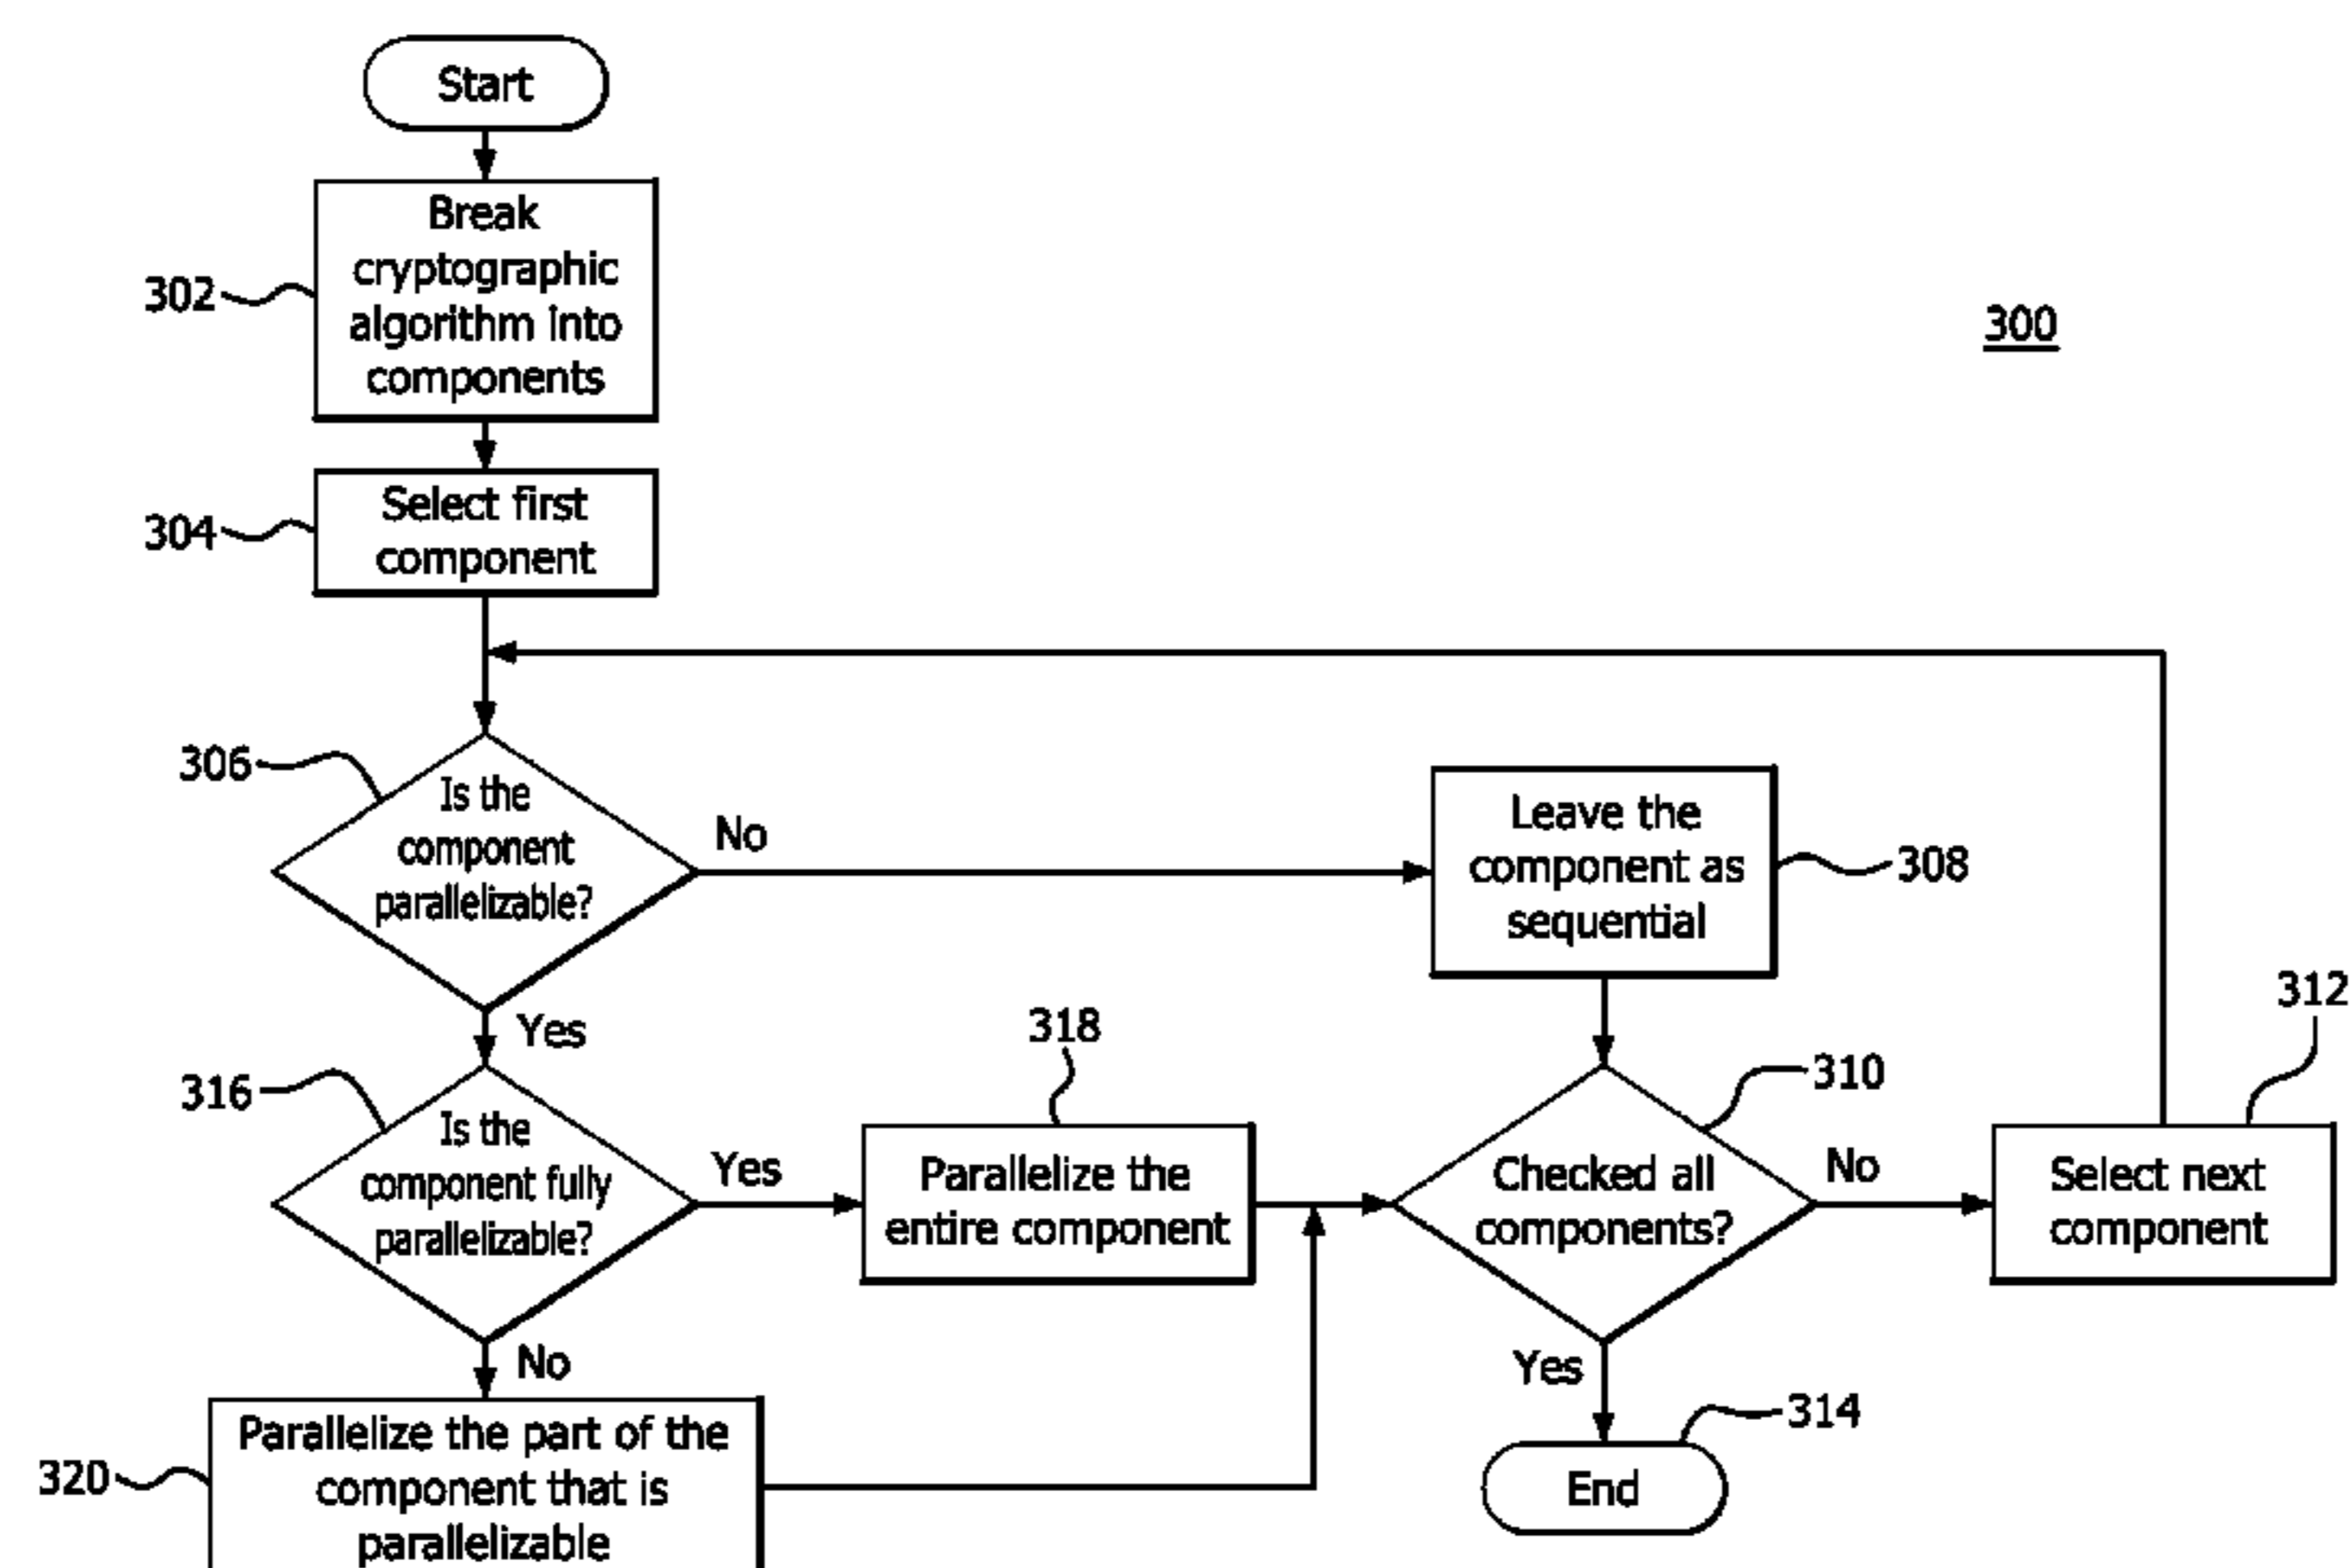 Start
302
Break
cryptographic
algorithm into
components
300
304
Select first
component
306
Is the
component
parallelizable?
No
Leave the
component as
sequential
308
Yes
316
Is the
component fully
parallelizable?
Yes
318
Parallelize the
entire component
310
Checked all
components?
No
312
Select next
component
No
Yes
320
Parallelize the part of the
component that is
parallelizable
314
End